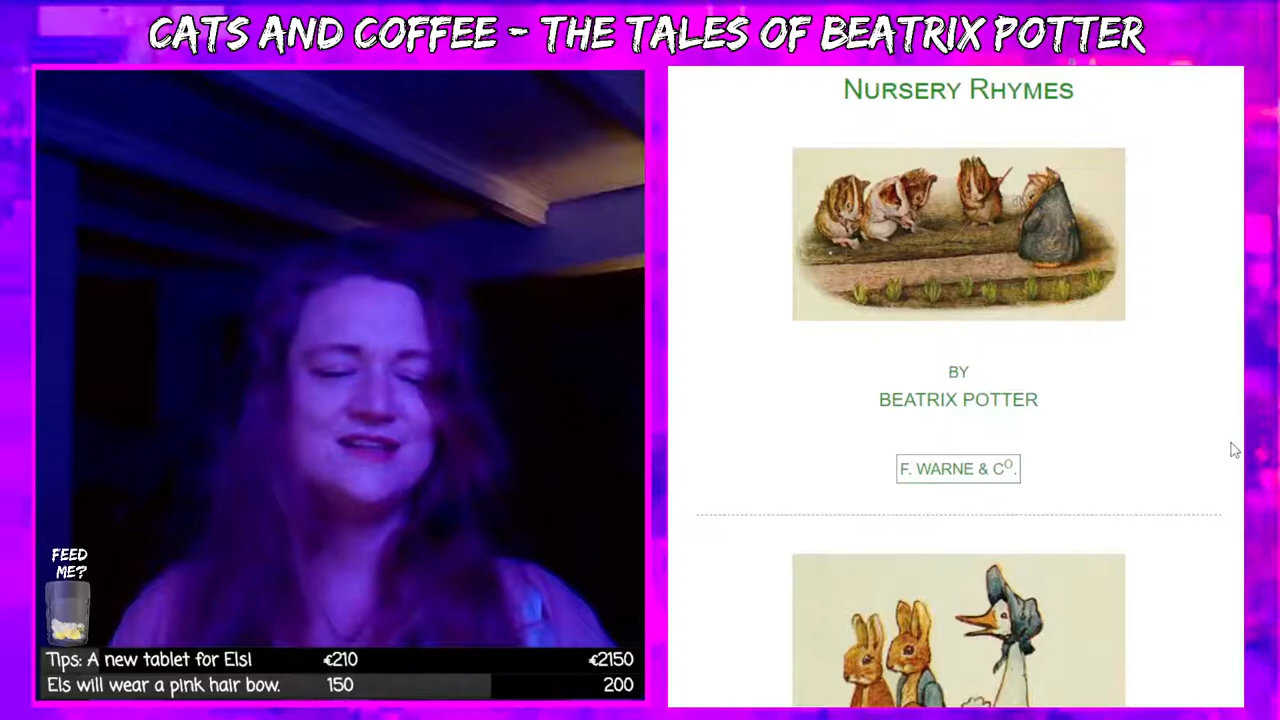 CATS AND COFFEE - THE TALES OF BEATRIX POTTER
NURSERY RHYMES
BY
BEATRIX POTTER
F. WARNE & CO.
FEED
ME?
Tips: A new tablet for Els! €210 €2150
Els will wear a pink hair bow. 150 200